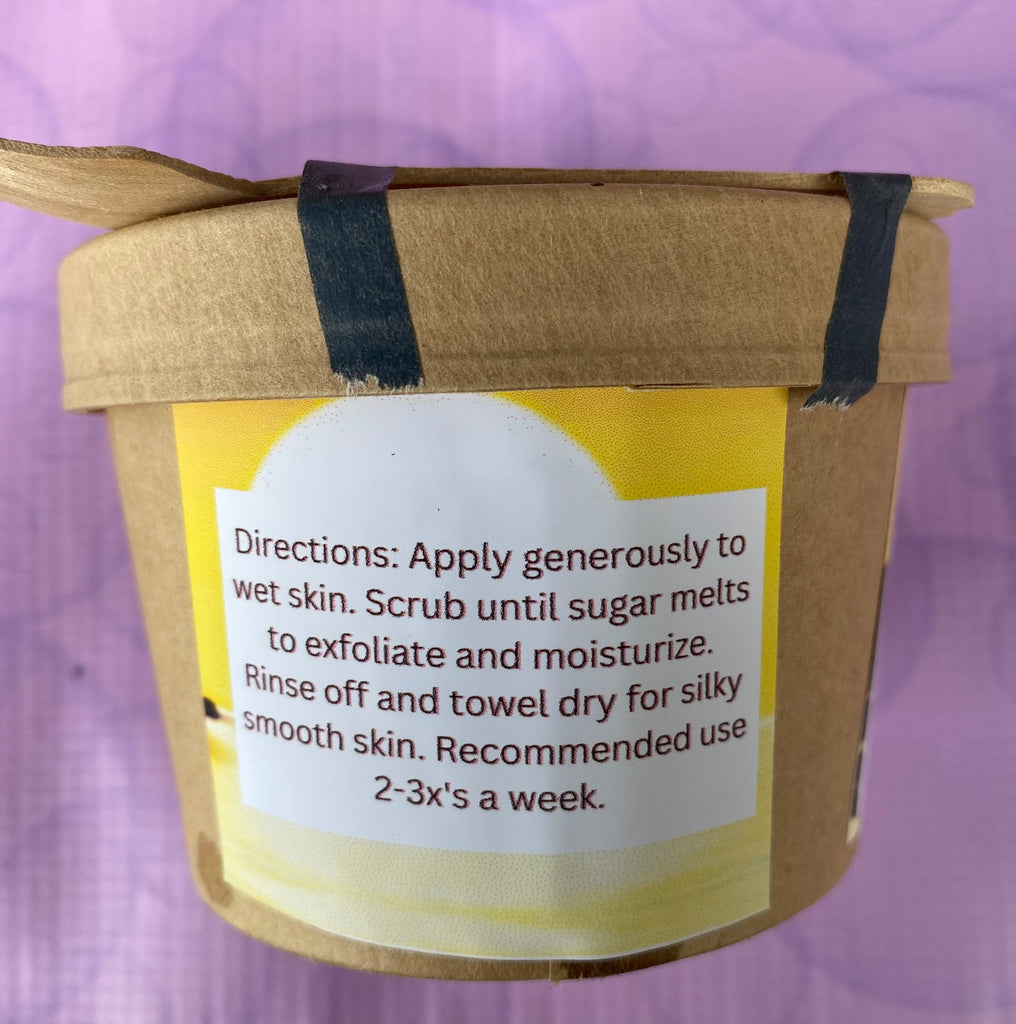 Directions: Apply generously to
wet skin. Scrub until sugar melts
to exfoliate and moisturize.
Rinse off and towel dry for silky
smooth skin. Recommended use
2-3x's a week.